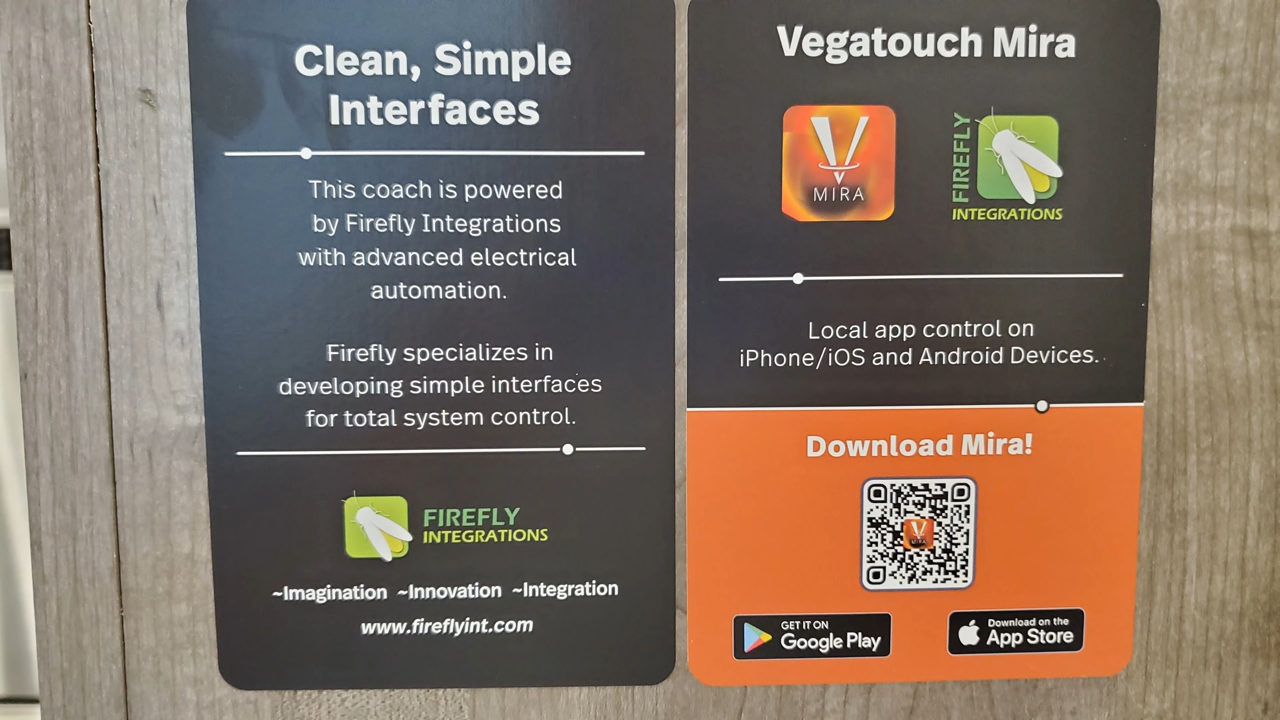 Clean, Simple
Interfaces
This coach is powered
by Firefly Integrations
with advanced electrical
automation.
Firefly specializes in
developing simple interfaces
for total system control.
FIREFLY
INTEGRATIONS
~Imagination ~Innovation ~Integration
www.fireflyint.com
Vegatouch Mira
MIRA
FIREFLY
INTEGRATIONS
Local app control on
iPhone/iOS and Android Devices.
Download Mira!
MIRA
GET IT ON
Google Play
Download on the
App Store